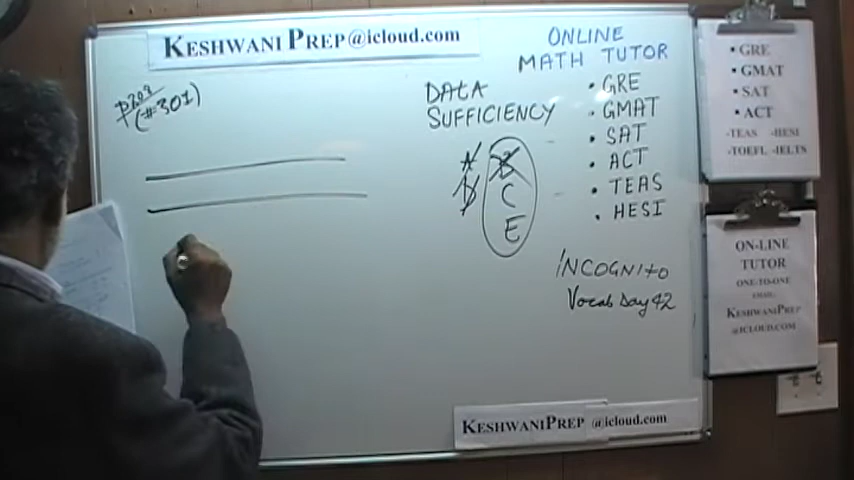 KESHWANI PREP@icloud.com
p202
(#301)
DATA
SUFFICIENCY
A
D
B
C
E
ONLINE
MATH TUTOR
• GRE
• GMAT
• SAT
• ACT
• TEAS
• HESI
INCOGNITO
Vocab Day 42
KESHWANIPREP @icloud.com
• GRE
• GMAT
• SAT
• ACT
-TEAS -HESI
-TOEFL -IELTS
ON-LINE
TUTOR
ONE-TO-ONE
EMAIL
KESHWANIPREP
@ICLOUD.COM